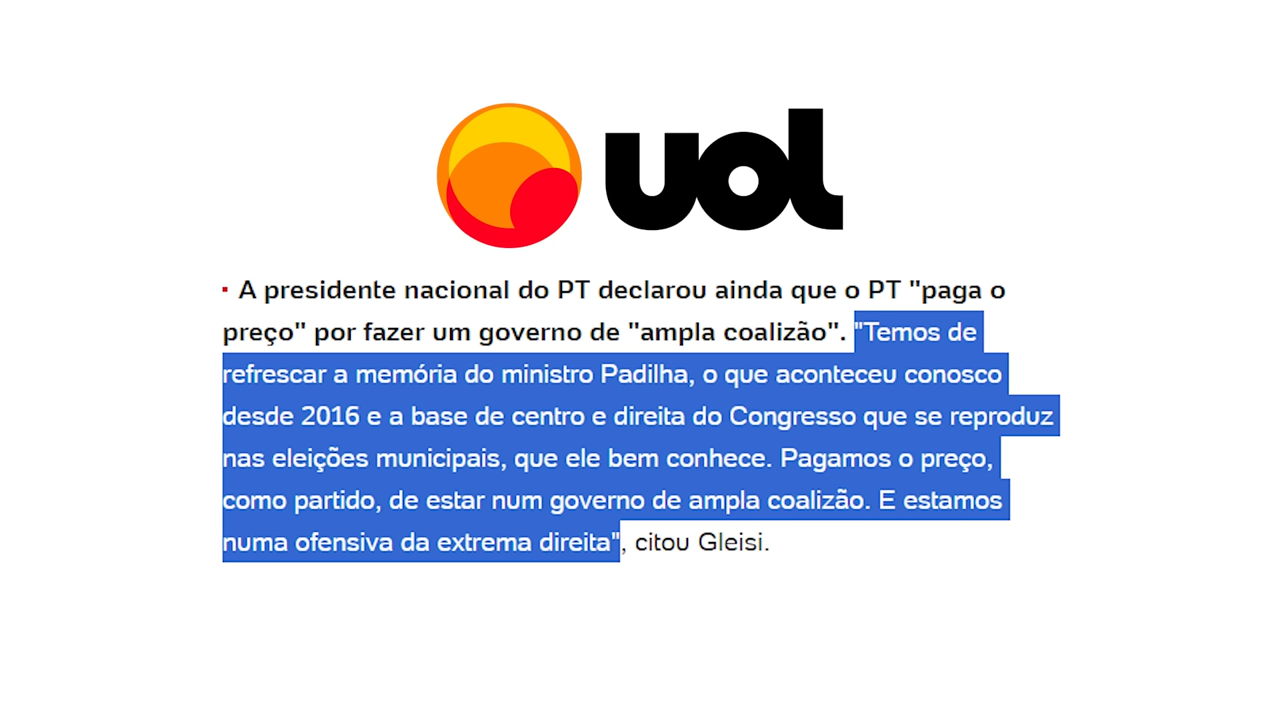 uol
· A presidente nacional do PT declarou ainda que o PT "paga o
preço" por fazer um governo de "ampla coalizão". "Temos de
refrescar a memória do ministro Padilha, o que aconteceu conosco
desde 2016 e a base de centro e direita do Congresso que se reproduz
nas eleições municipais, que ele bem conhece. Pagamos o preço,
como partido, de estar num governo de ampla coalizão. E estamos
numa ofensiva da extrema direita", citou Gleisi.